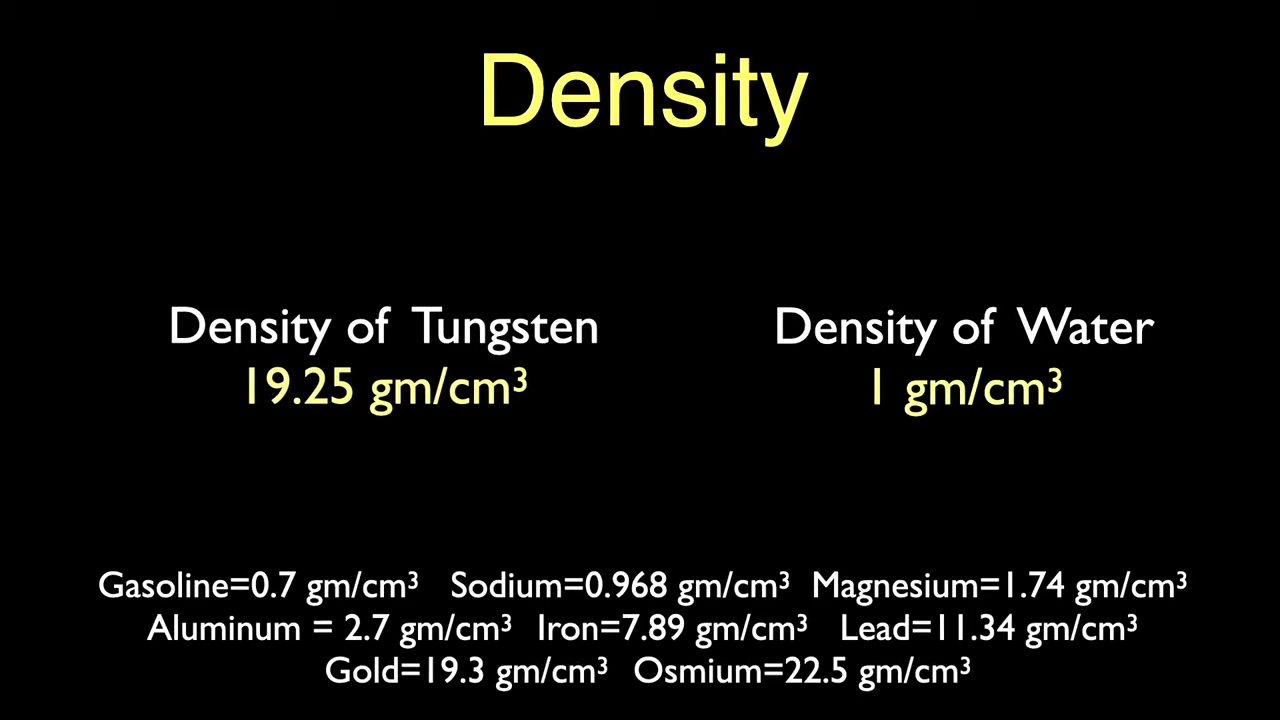 Density
Density of Tungsten
19.25 gm/cm³
Density of Water
1 gm/cm³
Gasoline=0.7 gm/cm³ Sodium=0.968 gm/cm³ Magnesium=1.74 gm/cm³
Aluminum = 2.7 gm/cm³ Iron=7.89 gm/cm³ Lead=11.34 gm/cm³
Gold=19.3 gm/cm³ Osmium=22.5 gm/cm³